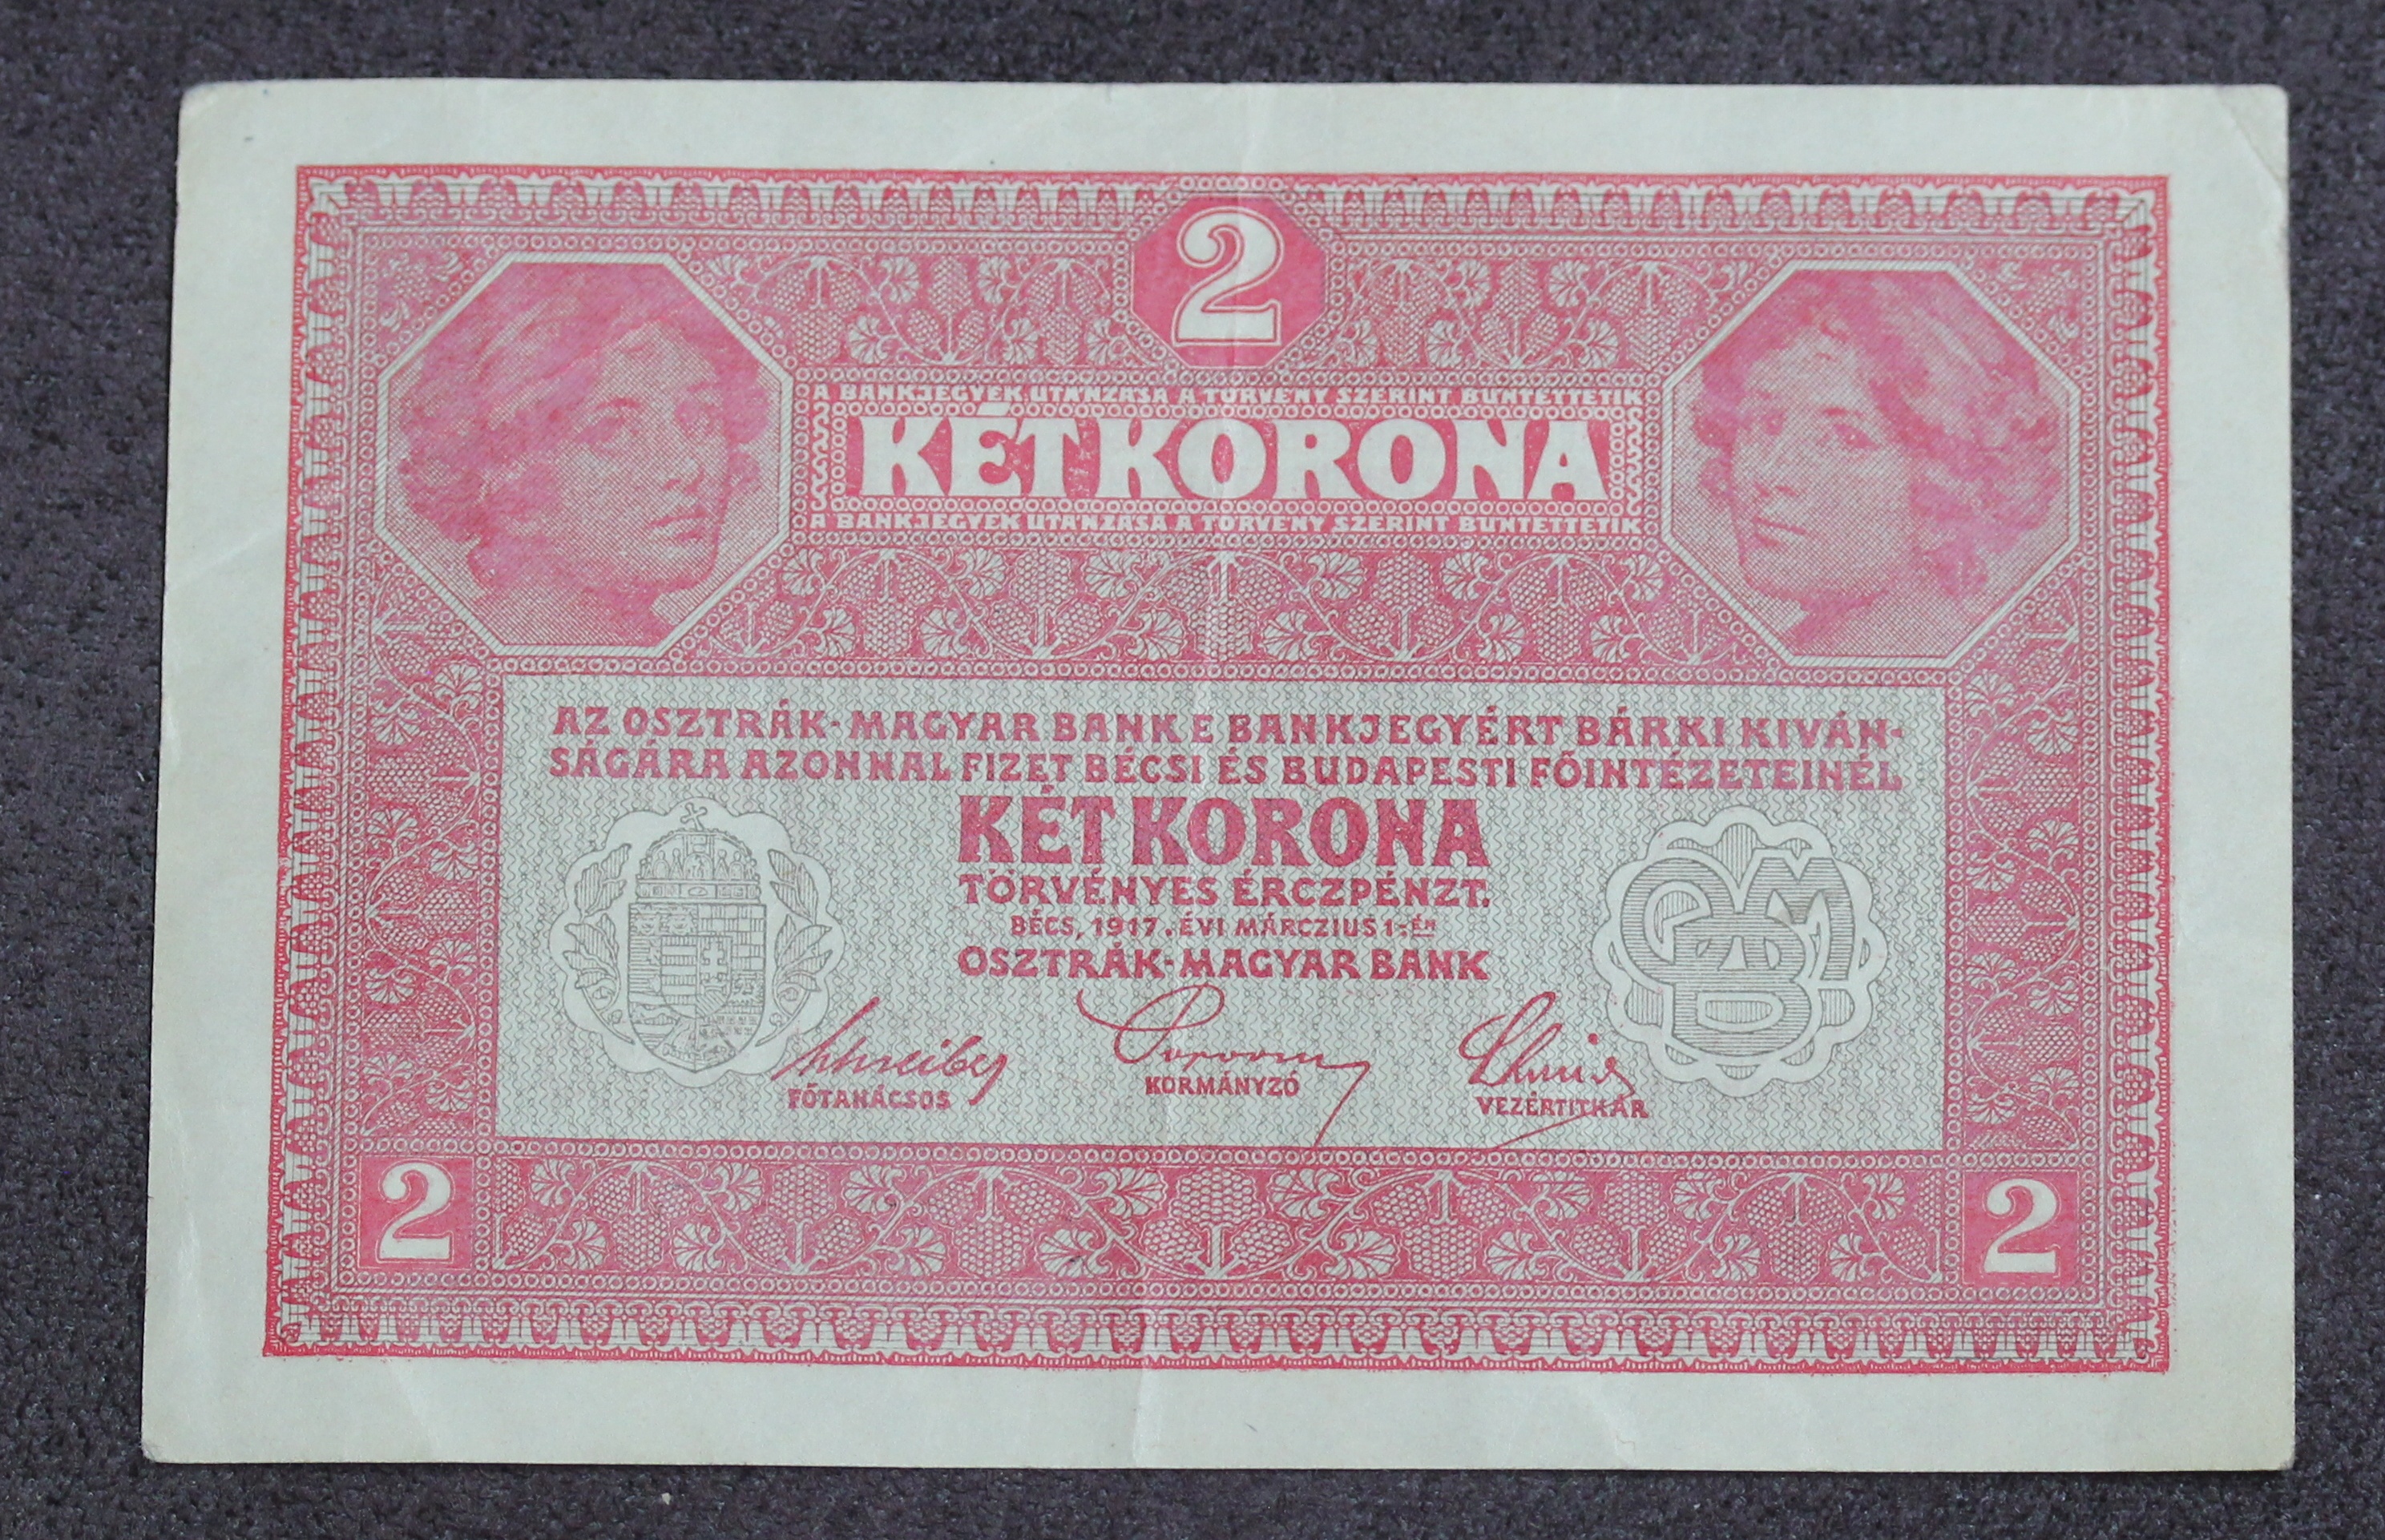 2
A BANKJEGYEK UTÁNZÁSA A TÖRVÉNY SZERINT BÜNTETTETIK
KÉT KORONA
A BANKJEGYEK UTÁNZÁSA A TÖRVÉNY SZERINT BÜNTETTETIK
AZ OSZTRÁK-MAGYAR BANK E BANKJEGYÉRT BÁRKI KIVÁN-
SÁGÁRA AZONNAL FIZET BÉCSI ÉS BUDAPESTI FŐINTÉZETEINÉL
KÉT KORONA
TÖRVÉNYES ÉRCZPÉNZT.
BÉCS, 1917. ÉVI MÁRCZIUS 1-ÉN
OSZTRÁK-MAGYAR BANK
FŐTANÁCSOS KORMÁNYZÓ VEZÉRTITKÁR
2 2